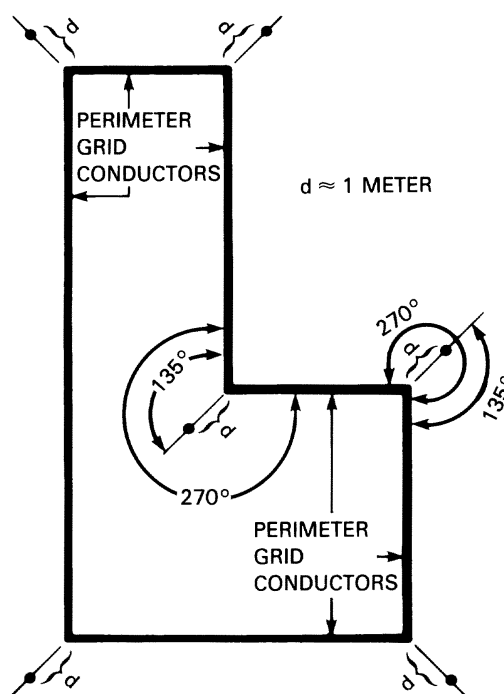 d
d
PERIMETER
GRID
CONDUCTORS
d ≈ 1 METER
270°
d
135°
135°
d
270°
PERIMETER
GRID
CONDUCTORS
d
d